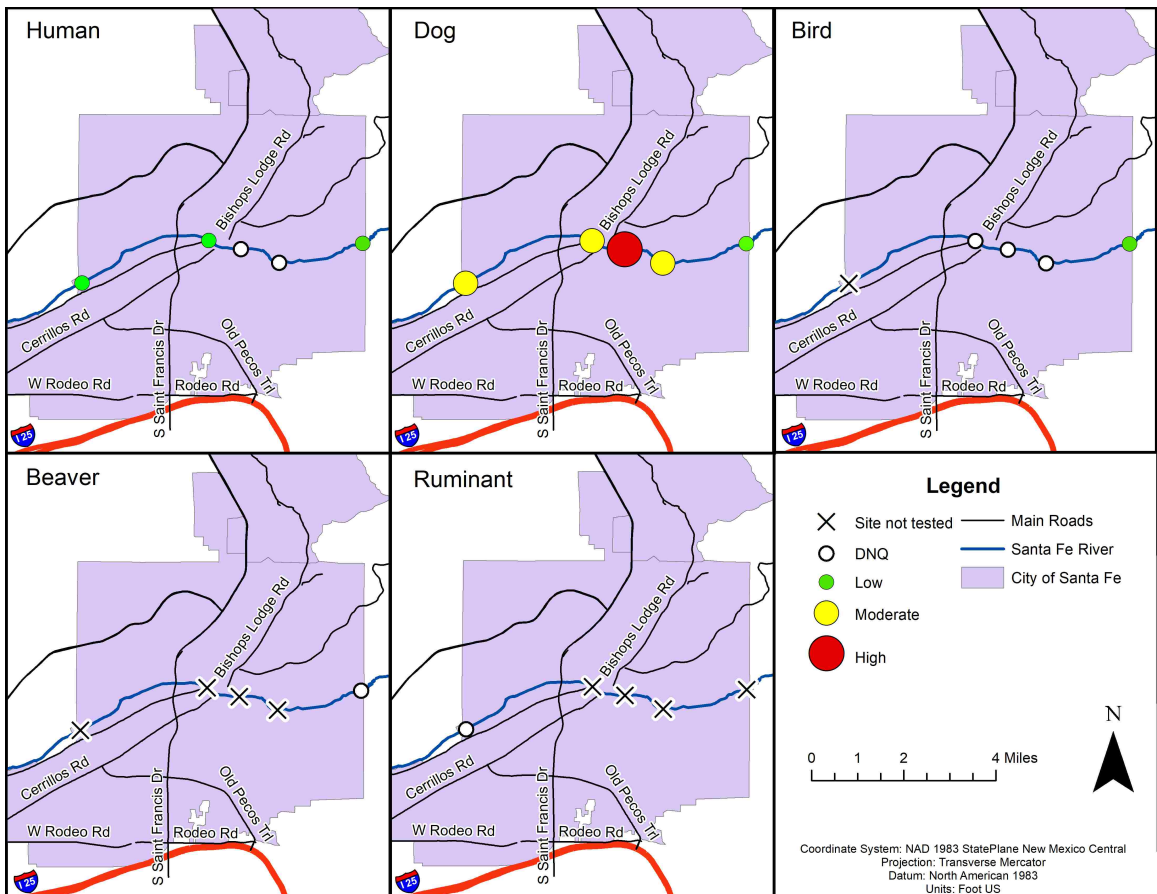 Human
Bishops Lodge Rd
Cerrillos Rd
S Saint Francis Dr
Old Pecos Trl
W Rodeo Rd
Rodeo Rd
I 25
Dog
Bishops Lodge Rd
Cerrillos Rd
S Saint Francis Dr
Old Pecos Trl
W Rodeo Rd
Rodeo Rd
I 25
Bird
Bishops Lodge Rd
Cerrillos Rd
S Saint Francis Dr
Old Pecos Trl
W Rodeo Rd
Rodeo Rd
I 25
Beaver
Bishops Lodge Rd
Cerrillos Rd
S Saint Francis Dr
Old Pecos Trl
W Rodeo Rd
Rodeo Rd
I 25
Ruminant
Bishops Lodge Rd
Cerrillos Rd
S Saint Francis Dr
Old Pecos Trl
W Rodeo Rd
Rodeo Rd
I 25
Legend
Site not tested
DNQ
Low
Moderate
High
Main Roads
Santa Fe River
City of Santa Fe
N
0 1 2 4 Miles
Coordinate System: NAD 1983 StatePlane New Mexico Central
Projection: Transverse Mercator
Datum: North American 1983
Units: Foot US